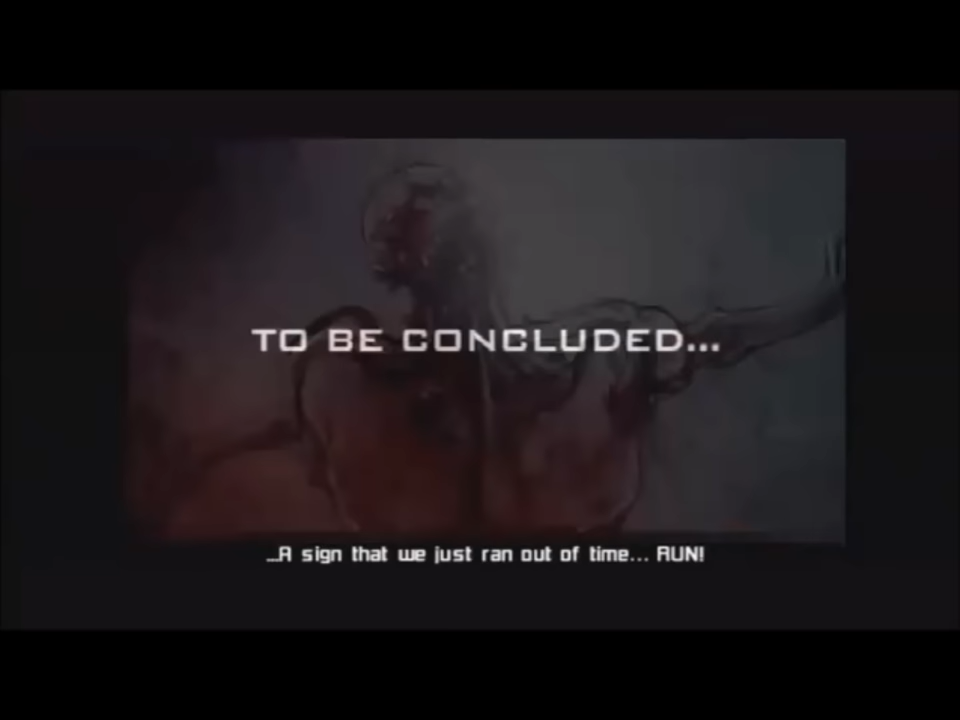 TO BE CONCLUDED...
...A sign that we just ran out of time... RUN!